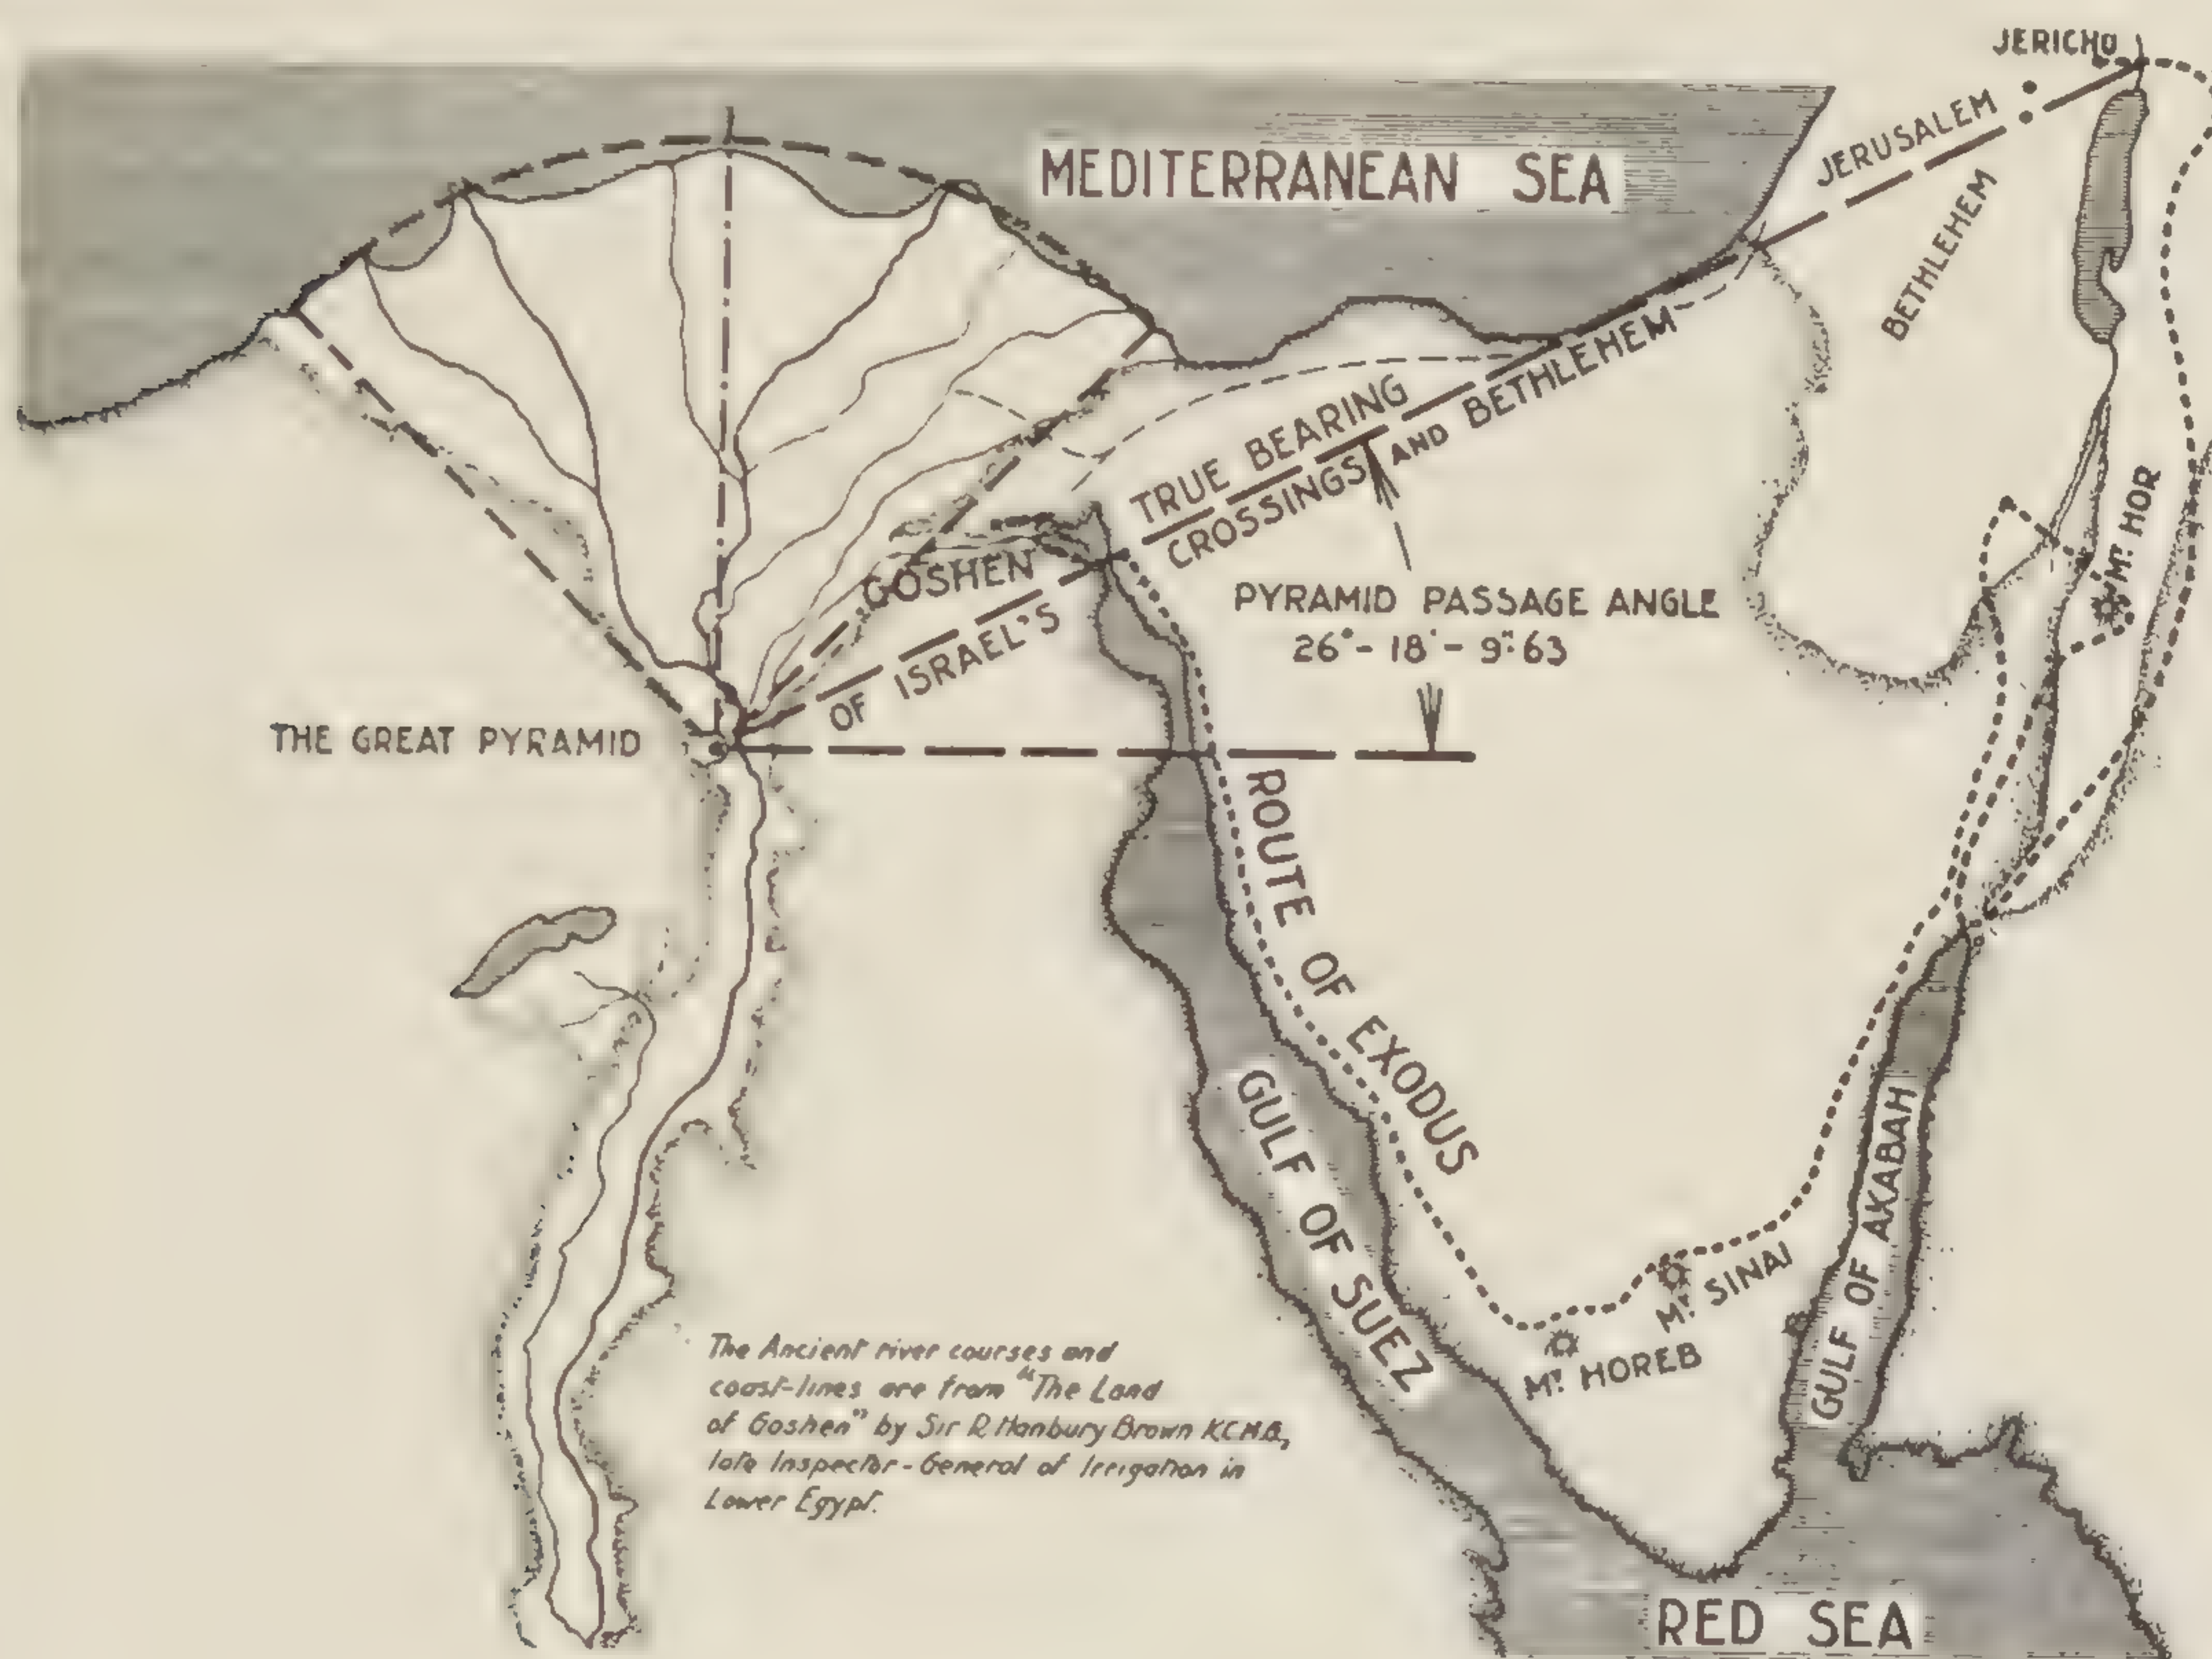 JERICHO
JERUSALEM
MEDITERRANEAN SEA
BETHLEHEM
TRUE BEARING
OF ISRAEL'S CROSSINGS AND BETHLEHEM
GOSHEN
Mt. HOR
PYRAMID PASSAGE ANGLE
26° - 18' - 9".63
THE GREAT PYRAMID
ROUTE OF EXODUS
GULF OF SUEZ
GULF OF AKABAH
Mt. SINAI
Mt. HOREB
The Ancient river courses and
coast-lines are from "The Land
of Goshen" by Sir R Hanbury Brown K.C.M.G.,
late Inspector-General of Irrigation in
Lower Egypt.
RED SEA